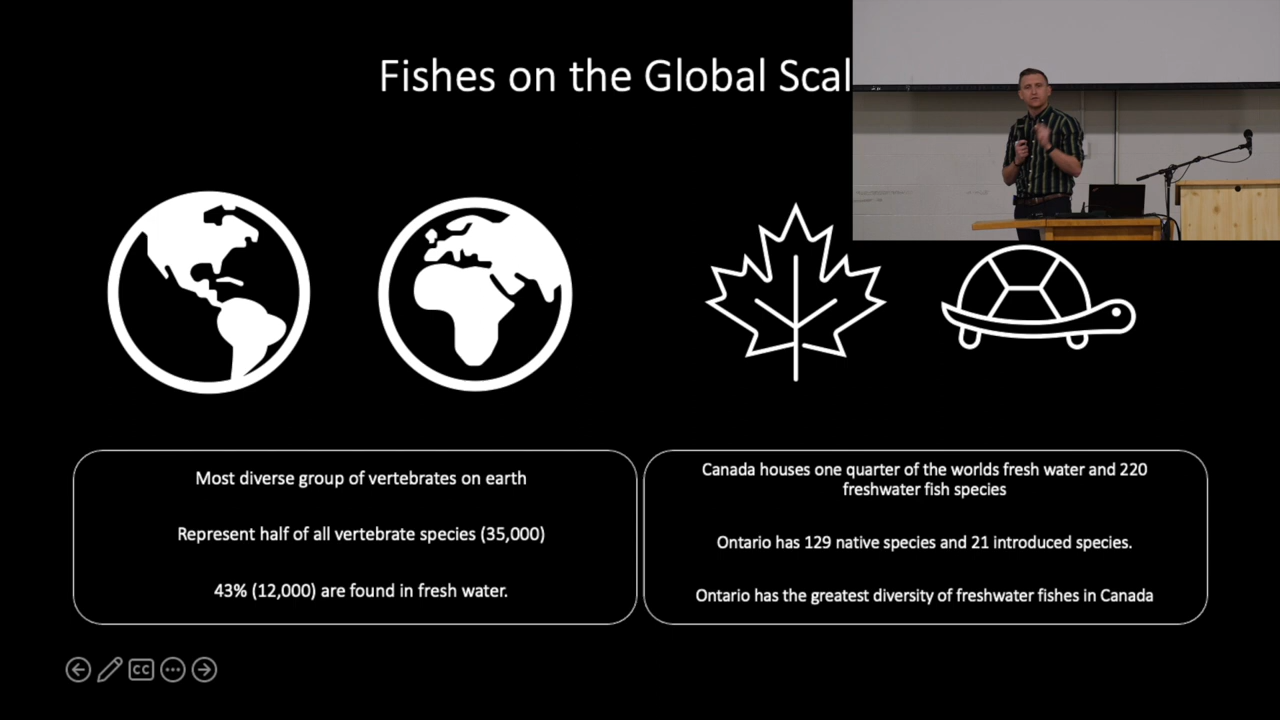 Fishes on the Global Scal
Most diverse group of vertebrates on earth
Represent half of all vertebrate species (35,000)
43% (12,000) are found in fresh water.
Canada houses one quarter of the worlds fresh water and 220
freshwater fish species
Ontario has 129 native species and 21 introduced species.
Ontario has the greatest diversity of freshwater fishes in Canada
CC